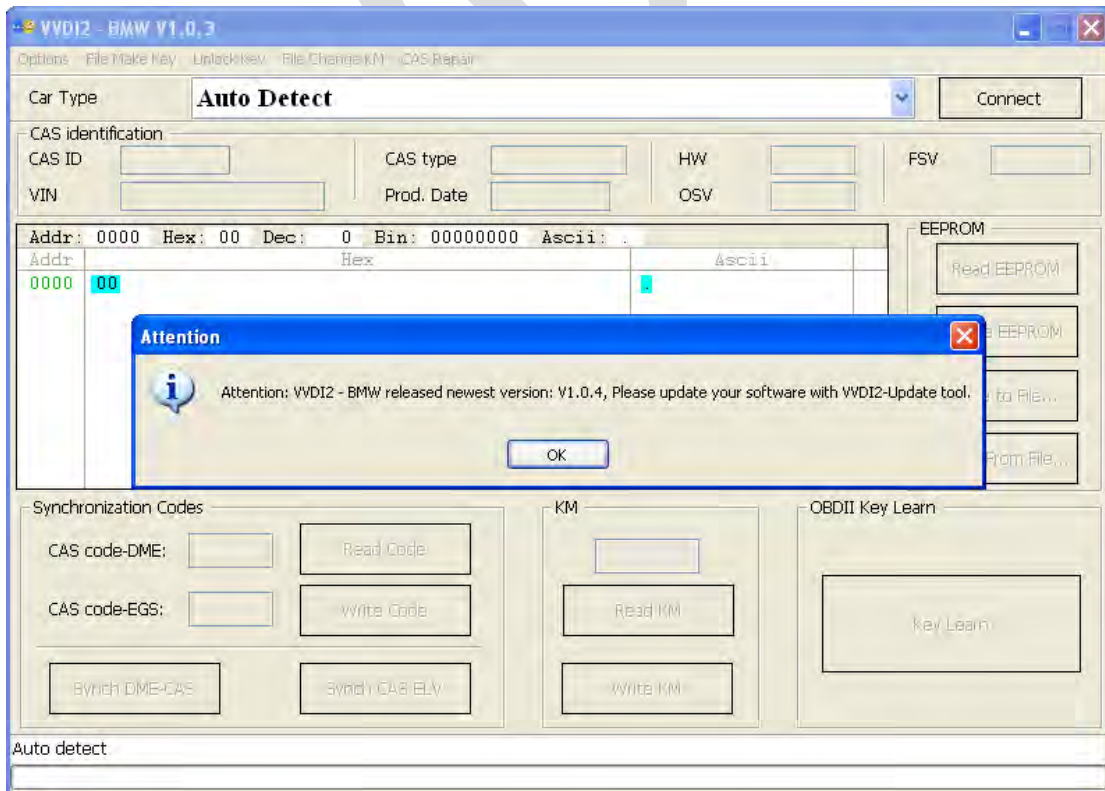 VVDI2 - BMW V1.0.3
Options File Make Key Unlock Key File Change KM CAS Repair
Car Type Auto Detect Connect
CAS identification
CAS ID CAS type HW FSV
VIN Prod. Date OSV
Addr: 0000 Hex: 00 Dec: 0 Bin: 00000000 Ascii: .
EEPROM
Addr Hex Ascii
Read EEPROM
0000 00 .
Attention
EEPROM
Attention: VVDI2 - BMW released newest version: V1.0.4, Please update your software with VVDI2-Update tool.
to File...
OK
From File...
Synchronization Codes KM OBDII Key Learn
CAS code-DME: Read Code
CAS code-EGS: Write Code Read KM Key Learn
Synch DME-CAS Synch CAS ELV Write KM
Auto detect